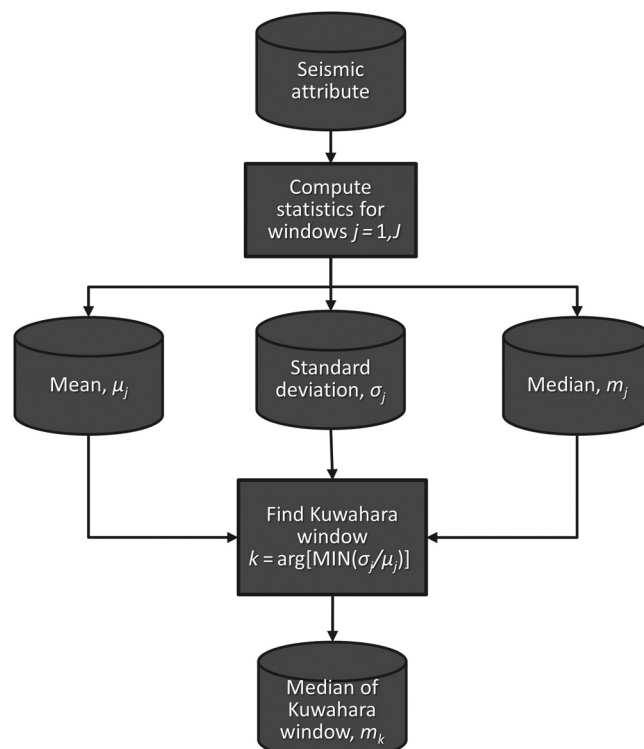 Seismic
attribute
Compute
statistics for
windows j = 1,J
Mean, μj
Standard
deviation, σj
Median, mj
Find Kuwahara
window
k = arg[MIN(σj/μj)]
Median of
Kuwahara
window, mk